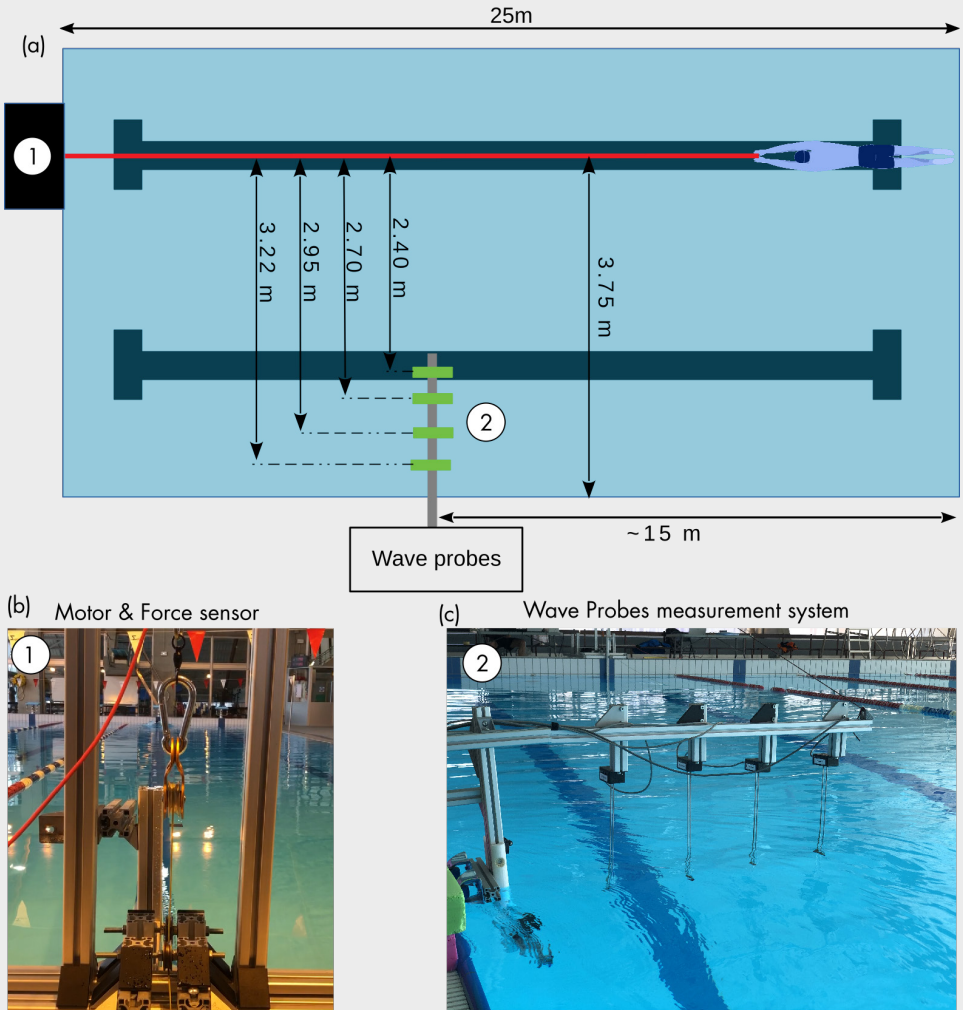 25m
(a)
1
3.22 m
2.95 m
2.70 m
2.40 m
3.75 m
2
~15 m
Wave probes
(b)
Motor & Force sensor
1
(c)
Wave Probes measurement system
2